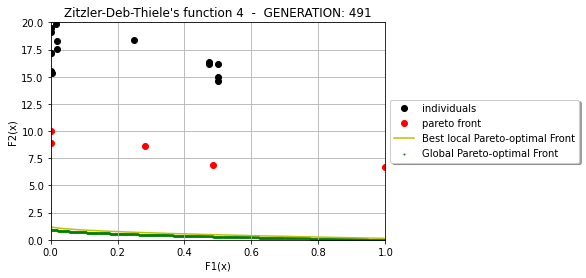 Zitzler-Deb-Thiele's function 4  -  GENERATION: 491
20.0
17.5
15.0
12.5
10.0
7.5
5.0
2.5
0.0
F2(x)
0.0 0.2 0.4 0.6 0.8 1.0
F1(x)
individuals
pareto front
Best local Pareto-optimal Front
Global Pareto-optimal Front